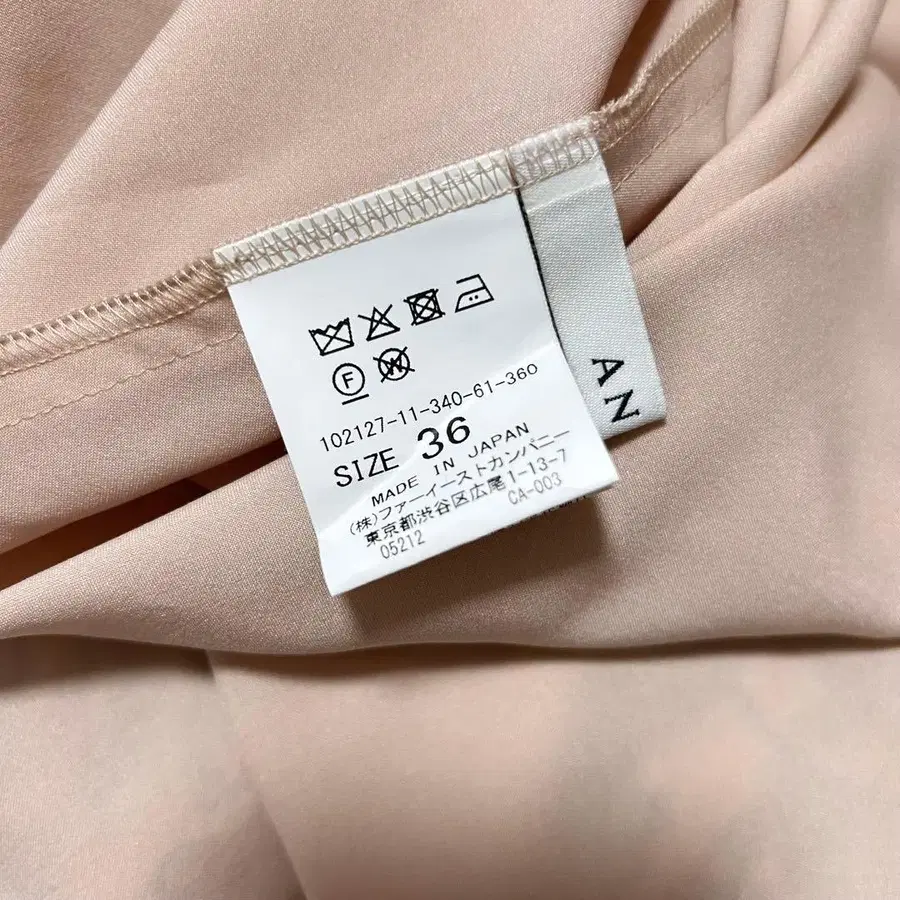 F
W
102127-11-340-61-360
SIZE 36
MADE IN JAPAN
(株)ファーイーストカンパニー
東京都渋谷区広尾1-13-7
05212 CA-003
AN